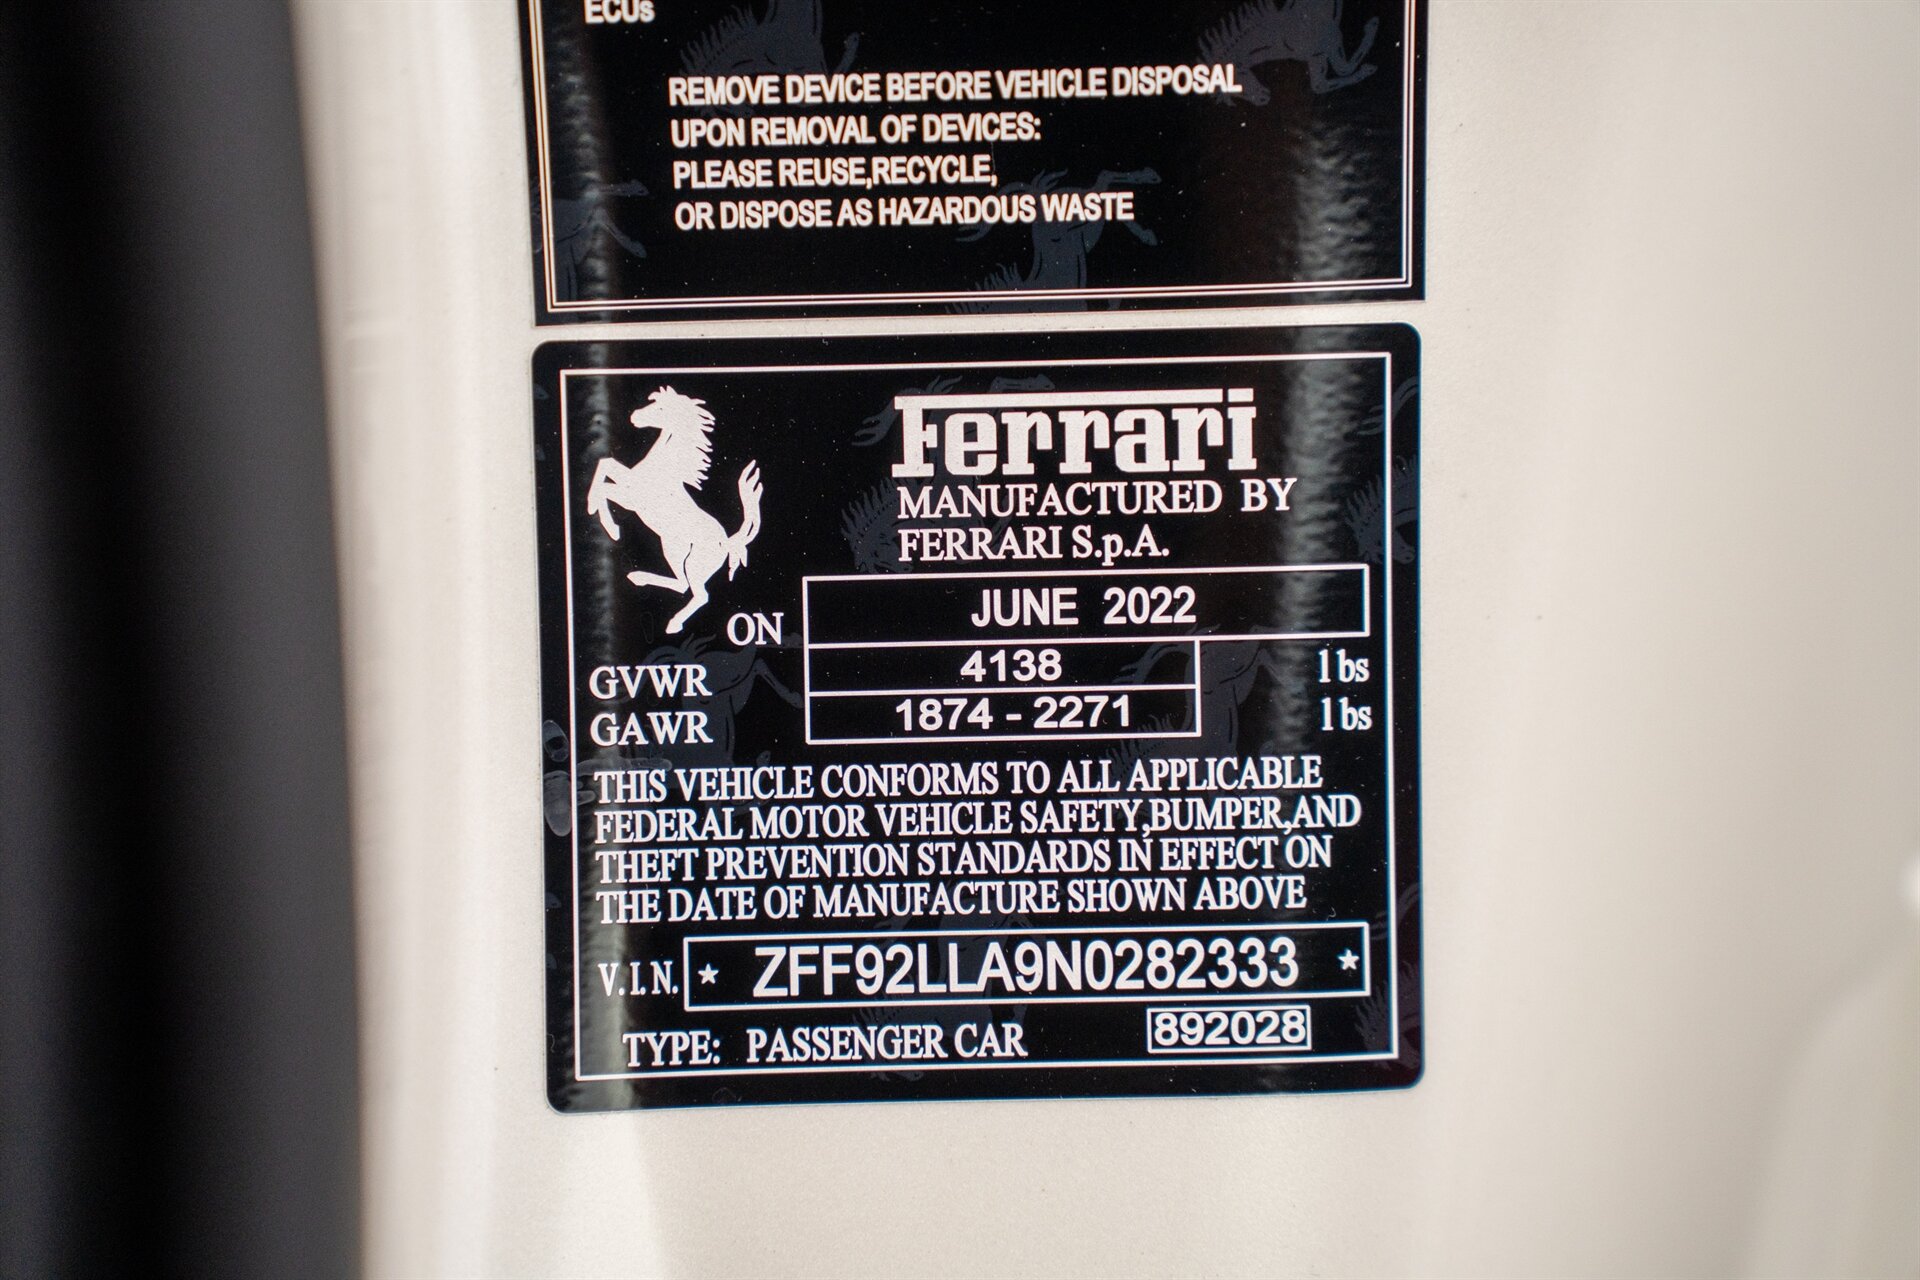 ECUs
REMOVE DEVICE BEFORE VEHICLE DISPOSAL
UPON REMOVAL OF DEVICES:
PLEASE REUSE,RECYCLE,
OR DISPOSE AS HAZARDOUS WASTE
Ferrari
MANUFACTURED BY
FERRARI S.p.A.
ON JUNE 2022
GVWR 4138 lbs
GAWR 1874 - 2271 lbs
THIS VEHICLE CONFORMS TO ALL APPLICABLE
FEDERAL MOTOR VEHICLE SAFETY,BUMPER,AND
THEFT PREVENTION STANDARDS IN EFFECT ON
THE DATE OF MANUFACTURE SHOWN ABOVE
V.I.N. * ZFF92LLA9N0282333 *
TYPE: PASSENGER CAR 892028